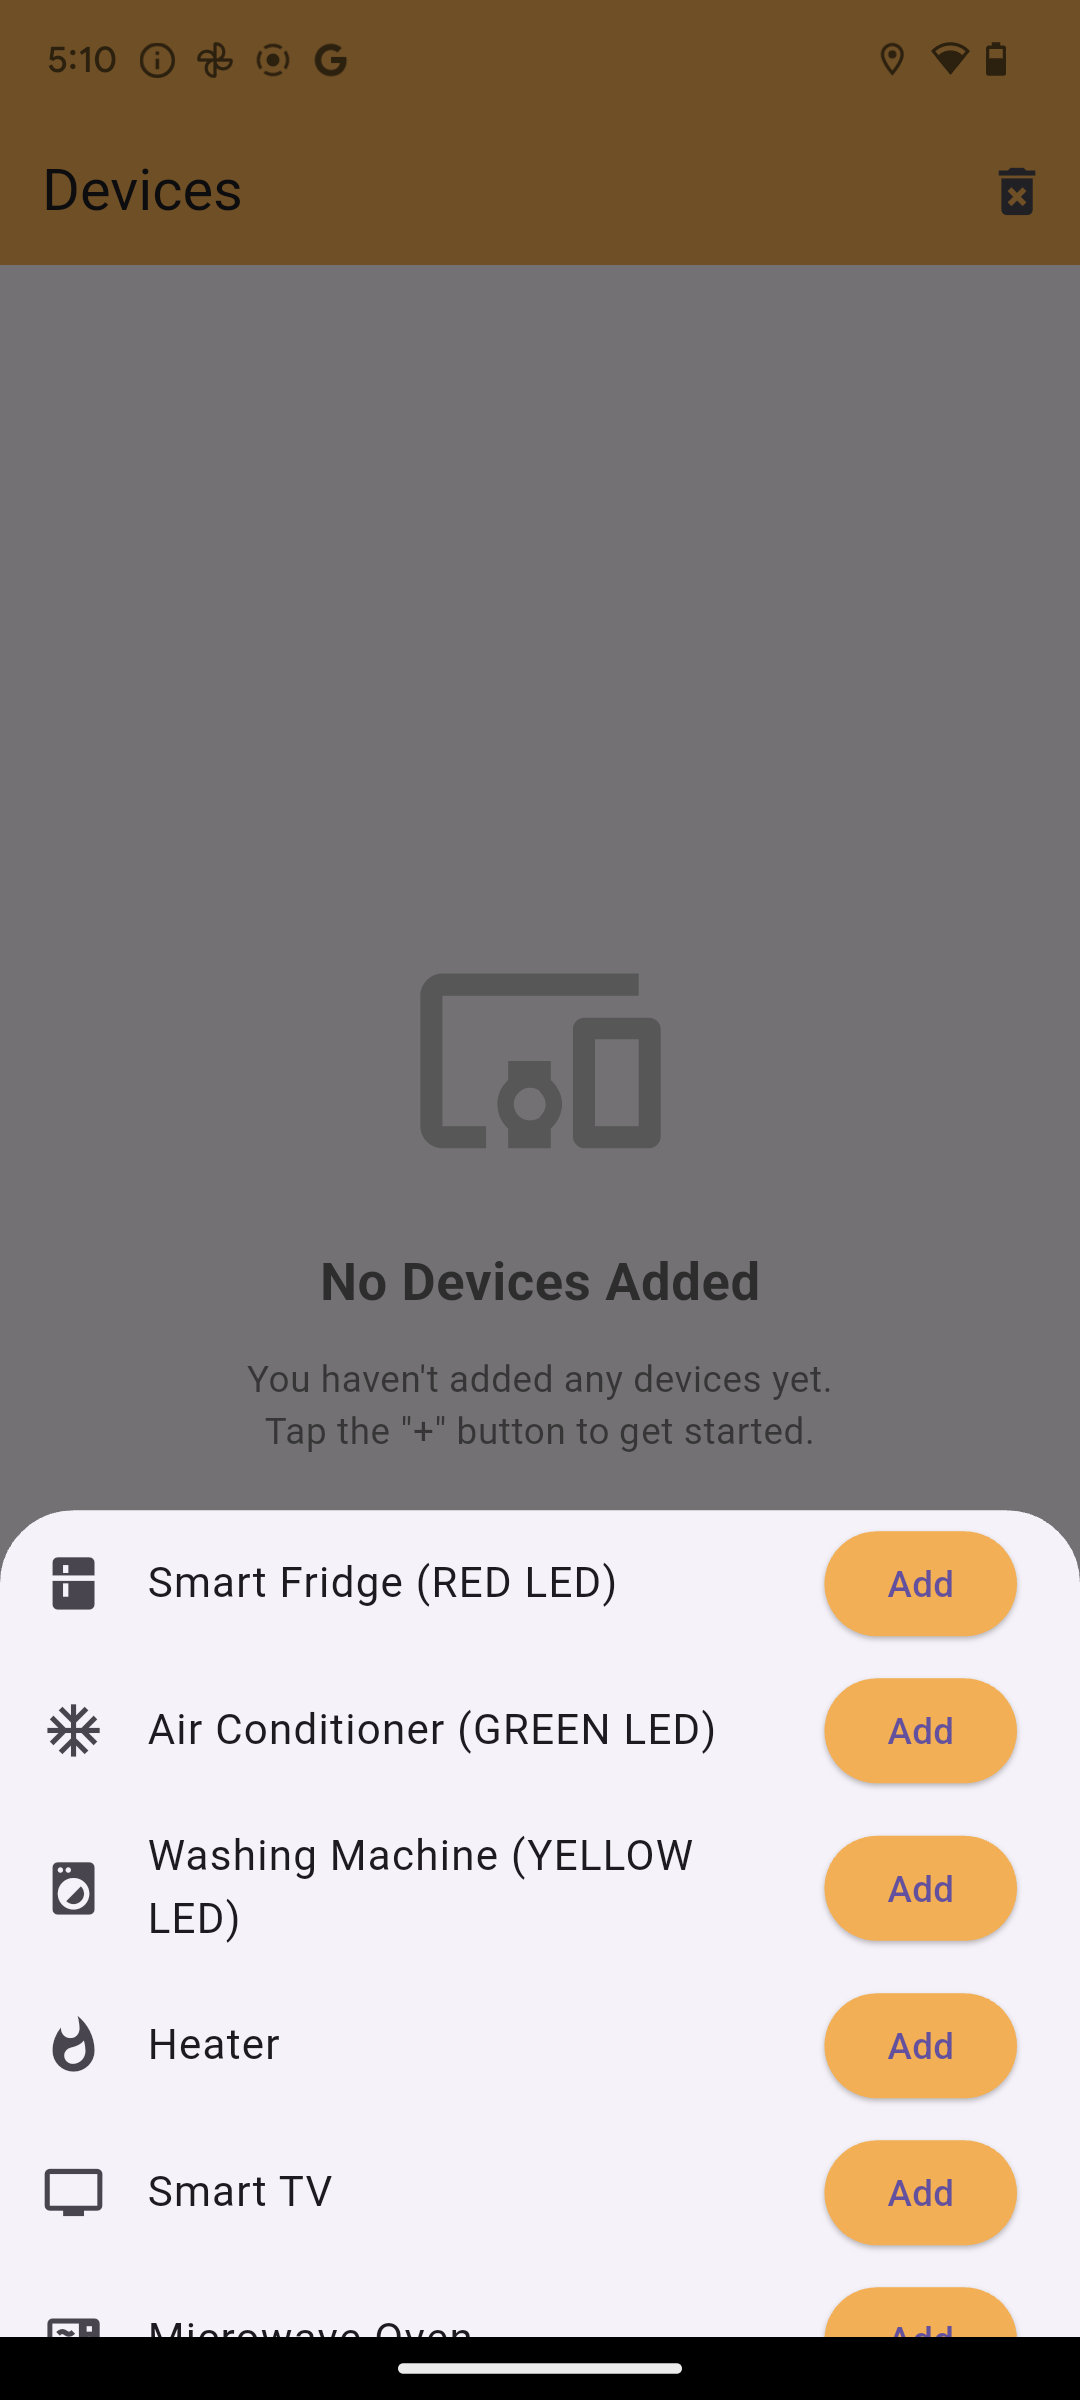 5:10
Devices
No Devices Added
You haven't added any devices yet.
Tap the "+" button to get started.
Smart Fridge (RED LED)
Add
Air Conditioner (GREEN LED)
Add
Washing Machine (YELLOW
LED)
Add
Heater
Add
Smart TV
Add
Microwave Oven
Add